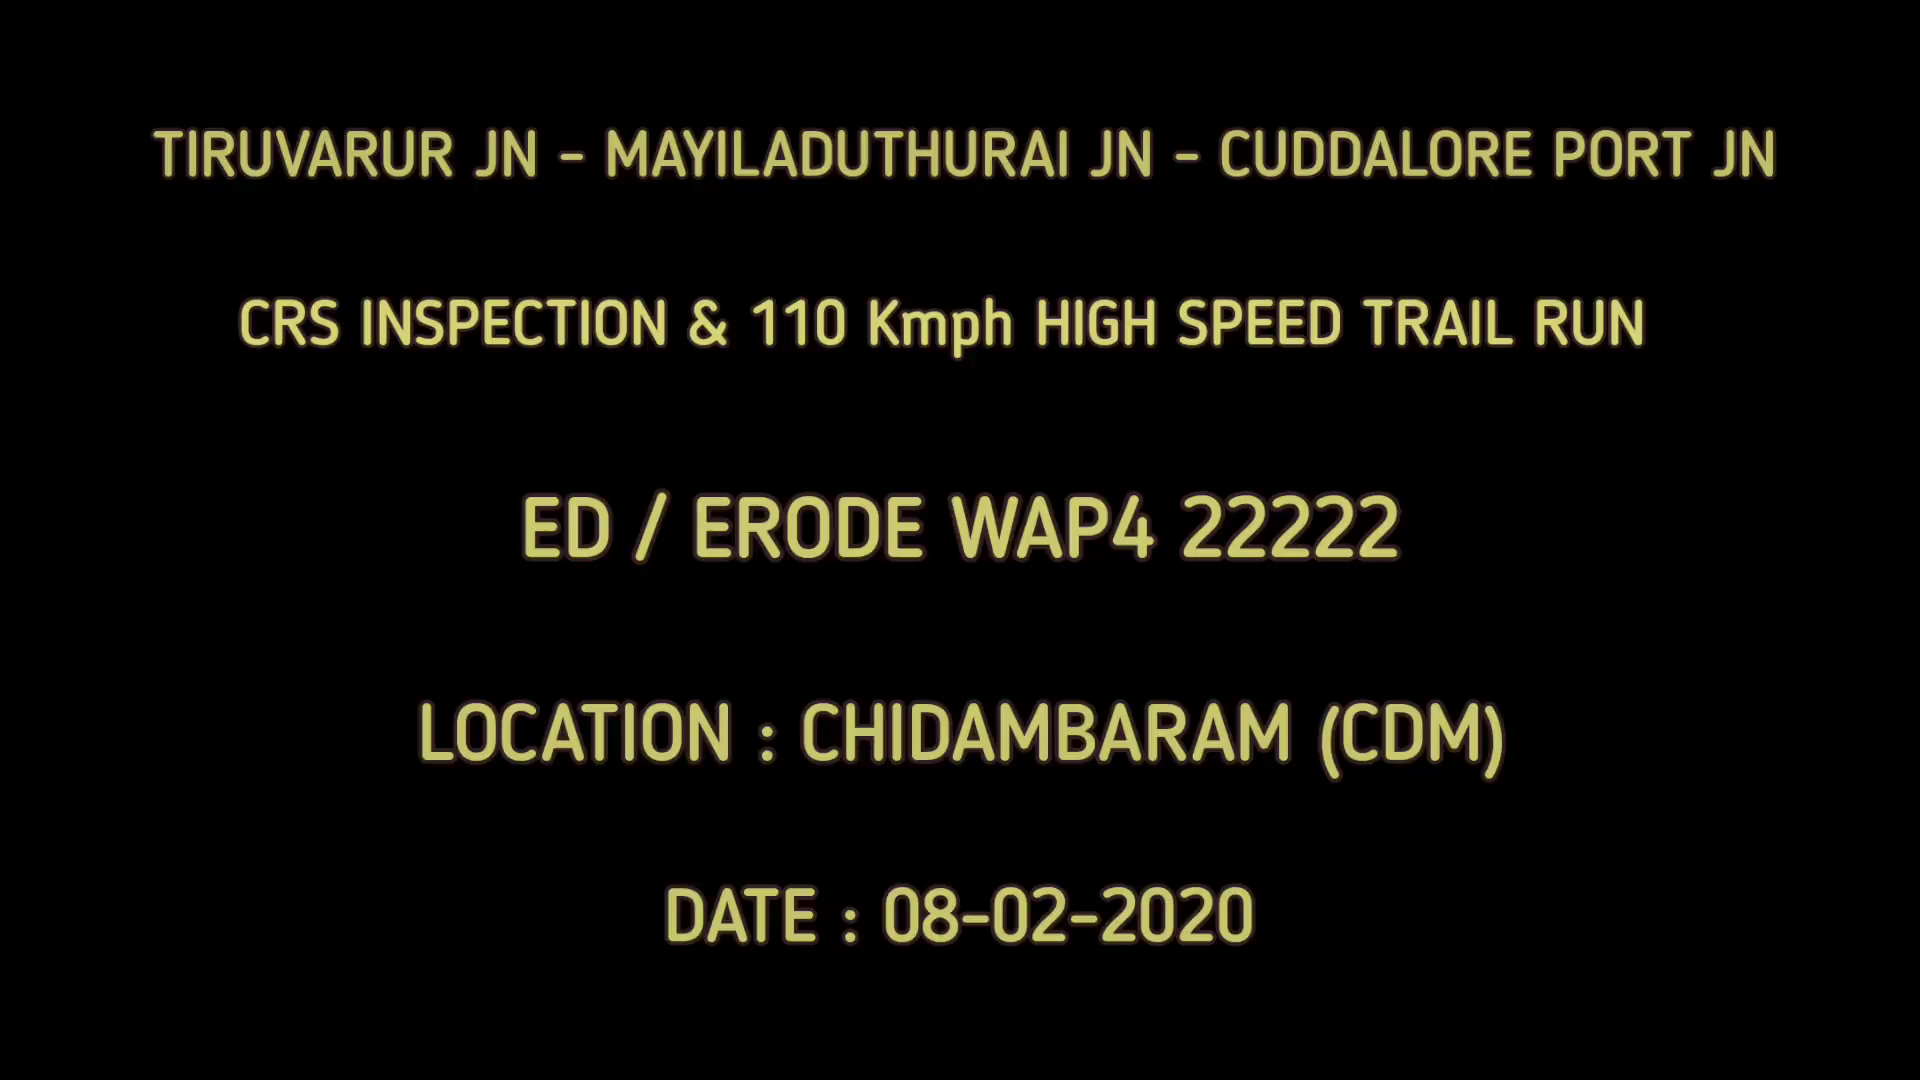 TIRUVARUR JN - MAYILADUTHURAI JN - CUDDALORE PORT JN
CRS INSPECTION & 110 Kmph HIGH SPEED TRAIL RUN
ED / ERODE WAP4 22222
LOCATION : CHIDAMBARAM (CDM)
DATE : 08-02-2020